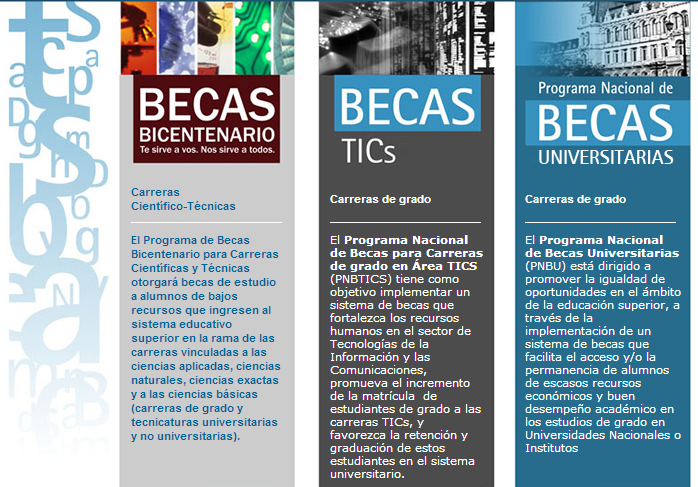 BECAS
BICENTENARIO
Te sirve a vos. Nos sirve a todos.
Carreras
Científico-Técnicas
El Programa de Becas
Bicentenario para Carreras
Científicas y Técnicas
otorgará becas de estudio
a alumnos de bajos
recursos que ingresen al
sistema educativo
superior en la rama de las
carreras vinculadas a las
ciencias aplicadas, ciencias
naturales, ciencias exactas
y a las ciencias básicas
(carreras de grado y
tecnicaturas universitarias
y no universitarias).
BECAS
TICs
Carreras de grado
El Programa Nacional
de Becas para Carreras
de grado en Área TICS
(PNBTICS) tiene como
objetivo implementar un
sistema de becas que
fortalezca los recursos
humanos en el sector de
Tecnologías de la
Información y las
Comunicaciones,
promueva el incremento
de la matrícula de
estudiantes de grado a las
carreras TICs, y
favorezca la retención y
graduación de estos
estudiantes en el sistema
universitario.
Programa Nacional de
BECAS
UNIVERSITARIAS
Carreras de grado
El Programa Nacional
de Becas Universitarias
(PNBU) está dirigido a
promover la igualdad de
oportunidades en el ámbito
de la educación superior, a
través de la
implementación de un
sistema de becas que
facilita el acceso y/o la
permanencia de alumnos
de escasos recursos
económicos y buen
desempeño académico en
los estudios de grado en
Universidades Nacionales o
Institutos